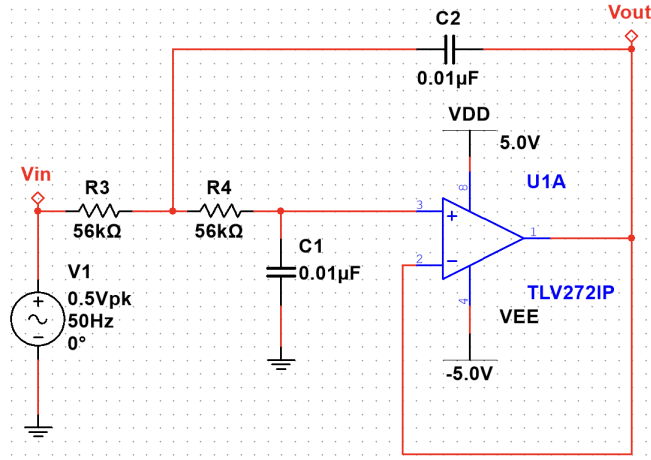 C2
Vout
0.01µF
VDD
5.0V
Vin
R3
R4
U1A
8
3
56kΩ
56kΩ
C1
1
0.01µF
2
V1
0.5Vpk
50Hz
0°
4
TLV272IP
VEE
-5.0V